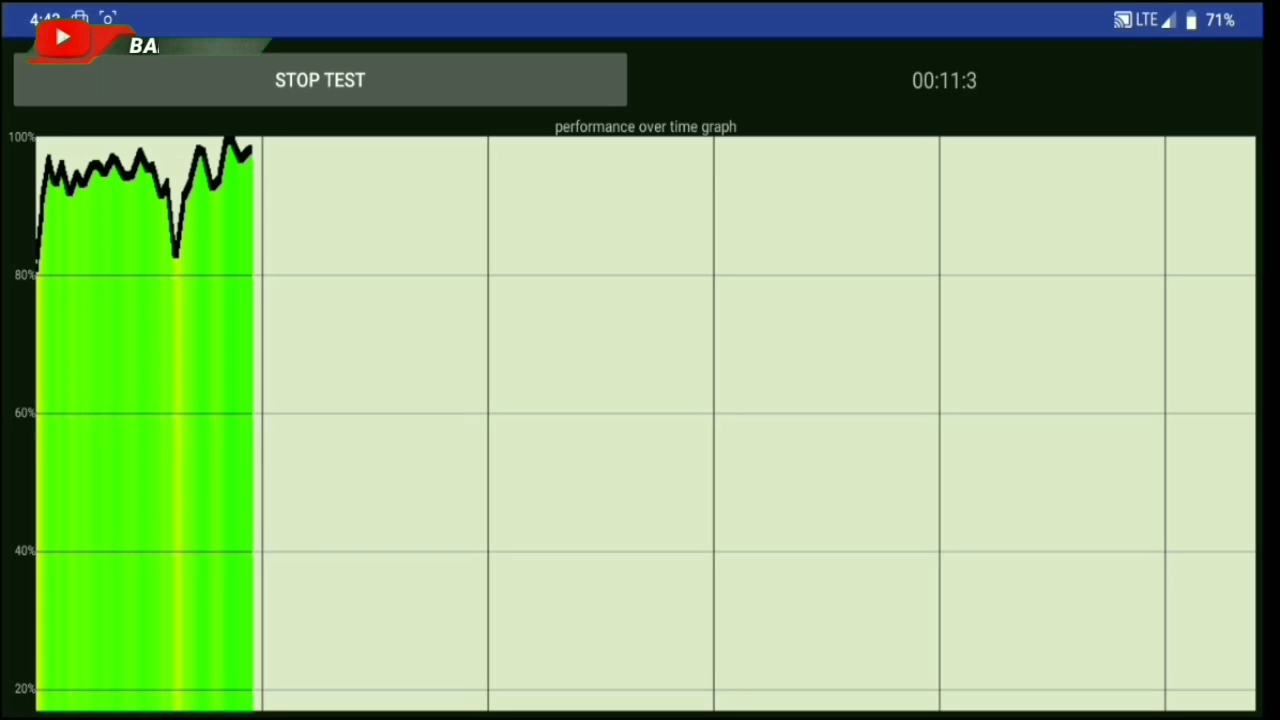 LTE 71%
BA
STOP TEST
00:11:3
performance over time graph
100%
80%
60%
40%
20%